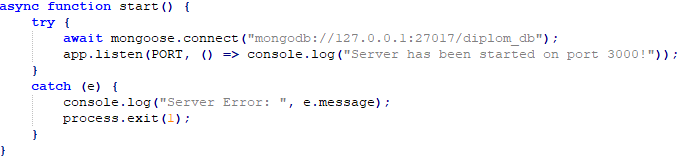 async function start() {
    try {
        await mongoose.connect("mongodb://127.0.0.1:27017/diplom_db");
        app.listen(PORT, () => console.log("Server has been started on port 3000!"));
    }
    catch (e) {
        console.log("Server Error: ", e.message);
        process.exit(1);
    }
}